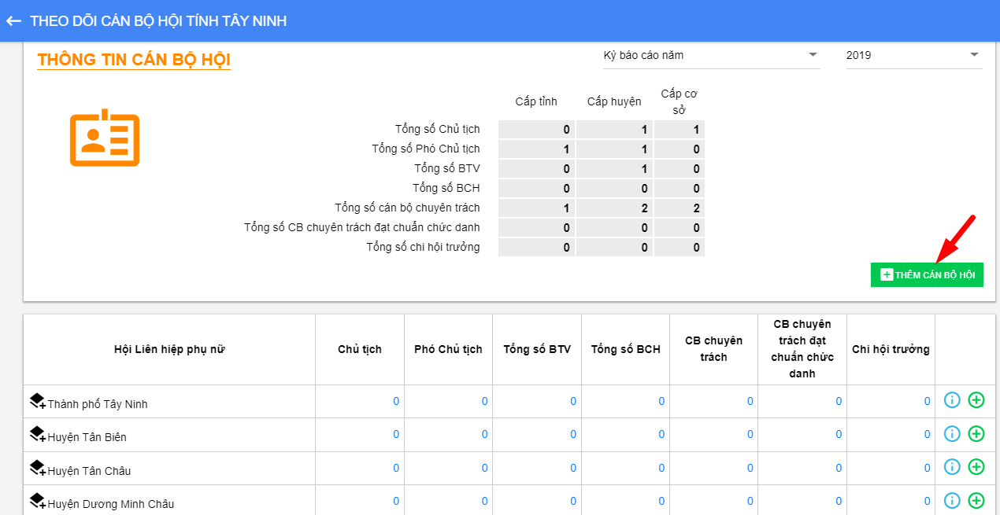 THEO DÕI CÁN BỘ HỘI TỈNH TÂY NINH
THÔNG TIN CÁN BỘ HỘI
Kỳ báo cáo năm 2019
Cấp tỉnh Cấp huyện Cấp cơ
sở
Tổng số Chủ tịch 0 1 1
Tổng số Phó Chủ tịch 1 1 0
Tổng số BTV 0 1 0
Tổng số BCH 0 0 0
Tổng số cán bộ chuyên trách 1 2 2
Tổng số CB chuyên trách đạt chuẩn chức danh 0 0 0
Tổng số chi hội trưởng 0 0 0
THÊM CÁN BỘ HỘI
Hội Liên hiệp phụ nữ Chủ tịch Phó Chủ tịch Tổng số BTV Tổng số BCH CB chuyên
trách CB chuyên
trách đạt
chuẩn chức
danh Chi hội trưởng
Thành phố Tây Ninh 0 0 0 0 0 0 0
Huyện Tân Biên 0 0 0 0 0 0 0
Huyện Tân Châu 0 0 0 0 0 0 0
Huyện Dương Minh Châu 0 0 0 0 0 0 0